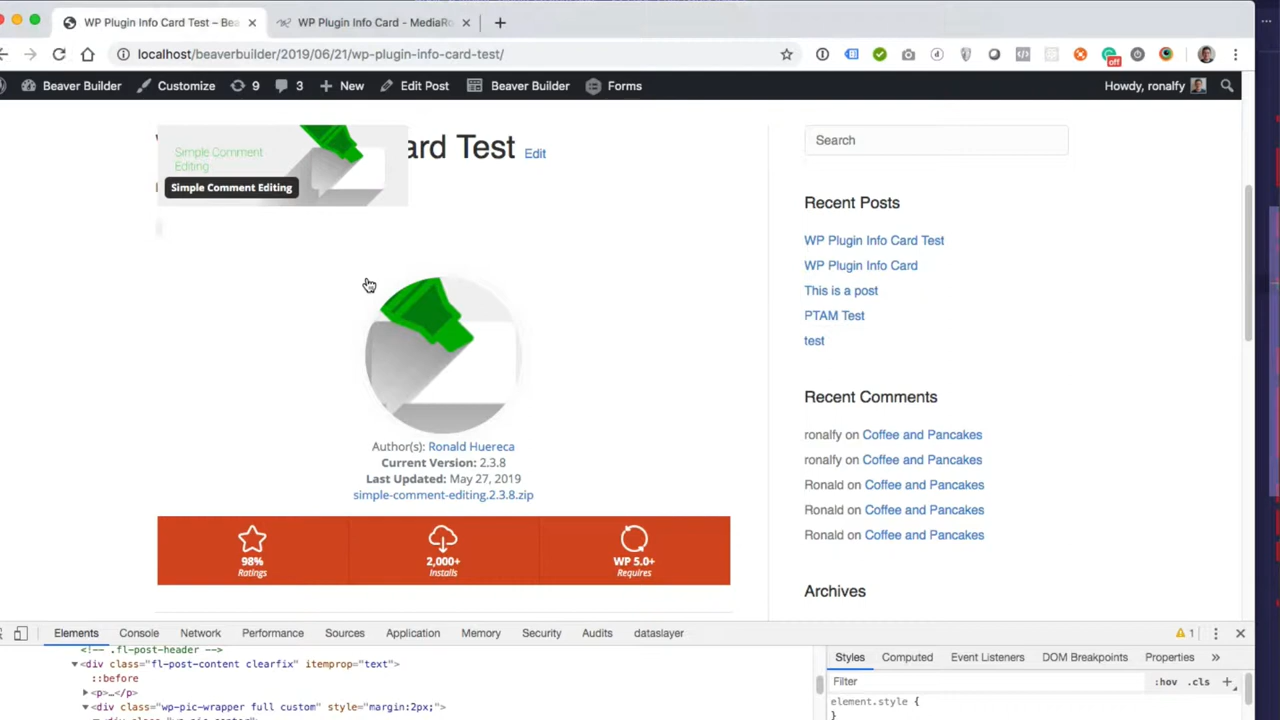 WP Plugin Info Card Test – Bea
WP Plugin Info Card - MediaRo
localhost/beaverbuilder/2019/06/21/wp-plugin-info-card-test/
off
Beaver Builder
Customize
9
3
New
Edit Post
Beaver Builder
Forms
Howdy, ronalfy
ard Test Edit
Simple Comment
Editing
Simple Comment Editing
Author(s): Ronald Huereca
Current Version: 2.3.8
Last Updated: May 27, 2019
simple-comment-editing.2.3.8.zip
98%
Ratings
2,000+
Installs
WP 5.0+
Requires
Search
Recent Posts
WP Plugin Info Card Test
WP Plugin Info Card
This is a post
PTAM Test
test
Recent Comments
ronalfy on Coffee and Pancakes
ronalfy on Coffee and Pancakes
Ronald on Coffee and Pancakes
Ronald on Coffee and Pancakes
Ronald on Coffee and Pancakes
Archives
Elements Console Network Performance Sources Application Memory Security Audits dataslayer 1
<!-- .fl-post-header -->
<div class="fl-post-content clearfix" itemprop="text">
::before
<p>…</p>
<div class="wp-pic-wrapper full custom" style="margin:2px;">
Styles Computed Event Listeners DOM Breakpoints Properties »
Filter :hov .cls +
element.style {
}